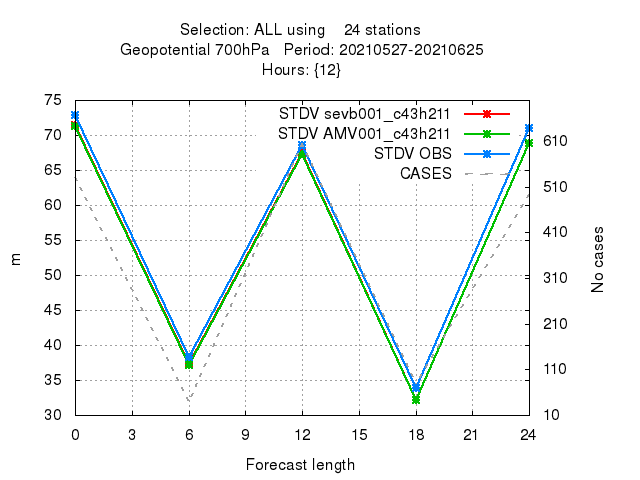 Selection: ALL using    24 stations
Geopotential 700hPa   Period: 20210527-20210625
Hours: {12}
STDV sevb001_c43h211
STDV AMV001_c43h211
STDV OBS
CASES
75
70
65
60
55
50
45
40
35
30
m
610
510
410
310
210
110
10
No cases
0 3 6 9 12 15 18 21 24
Forecast length